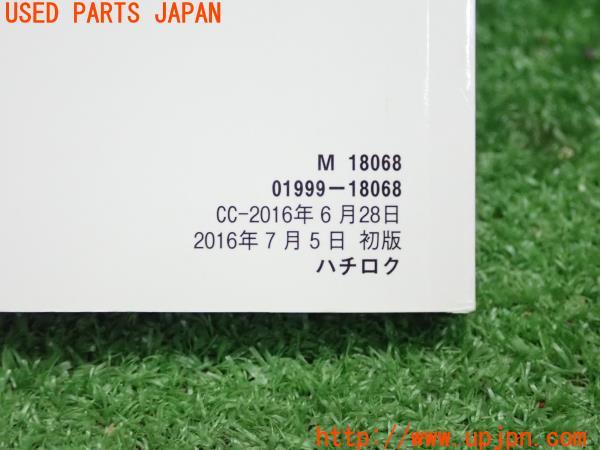 USED PARTS JAPAN
M 18068
01999-18068
CC-2016年6月28日
2016年7月5日 初版
ハチロク
http://www.upjpn.com